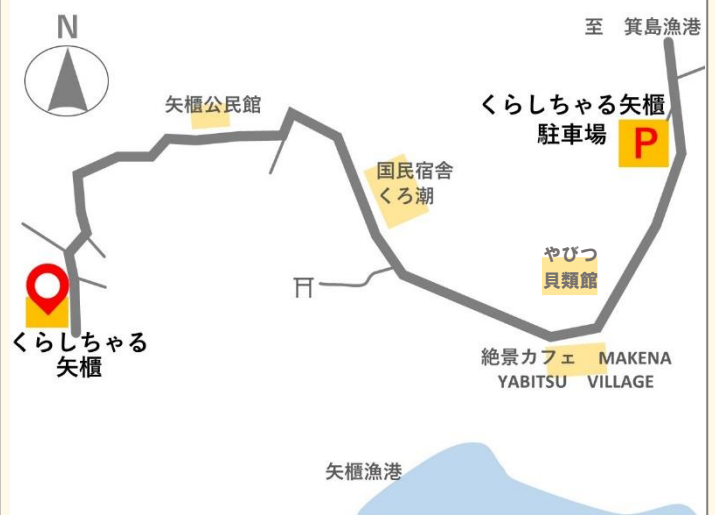 N
至　箕島漁港
くらしちゃる矢櫃
駐車場
P
矢櫃公民館
国民宿舎
くろ潮
やびつ
貝類館
くらしちゃる
矢櫃
絶景カフェ　MAKENA
YABITSU　VILLAGE
矢櫃漁港